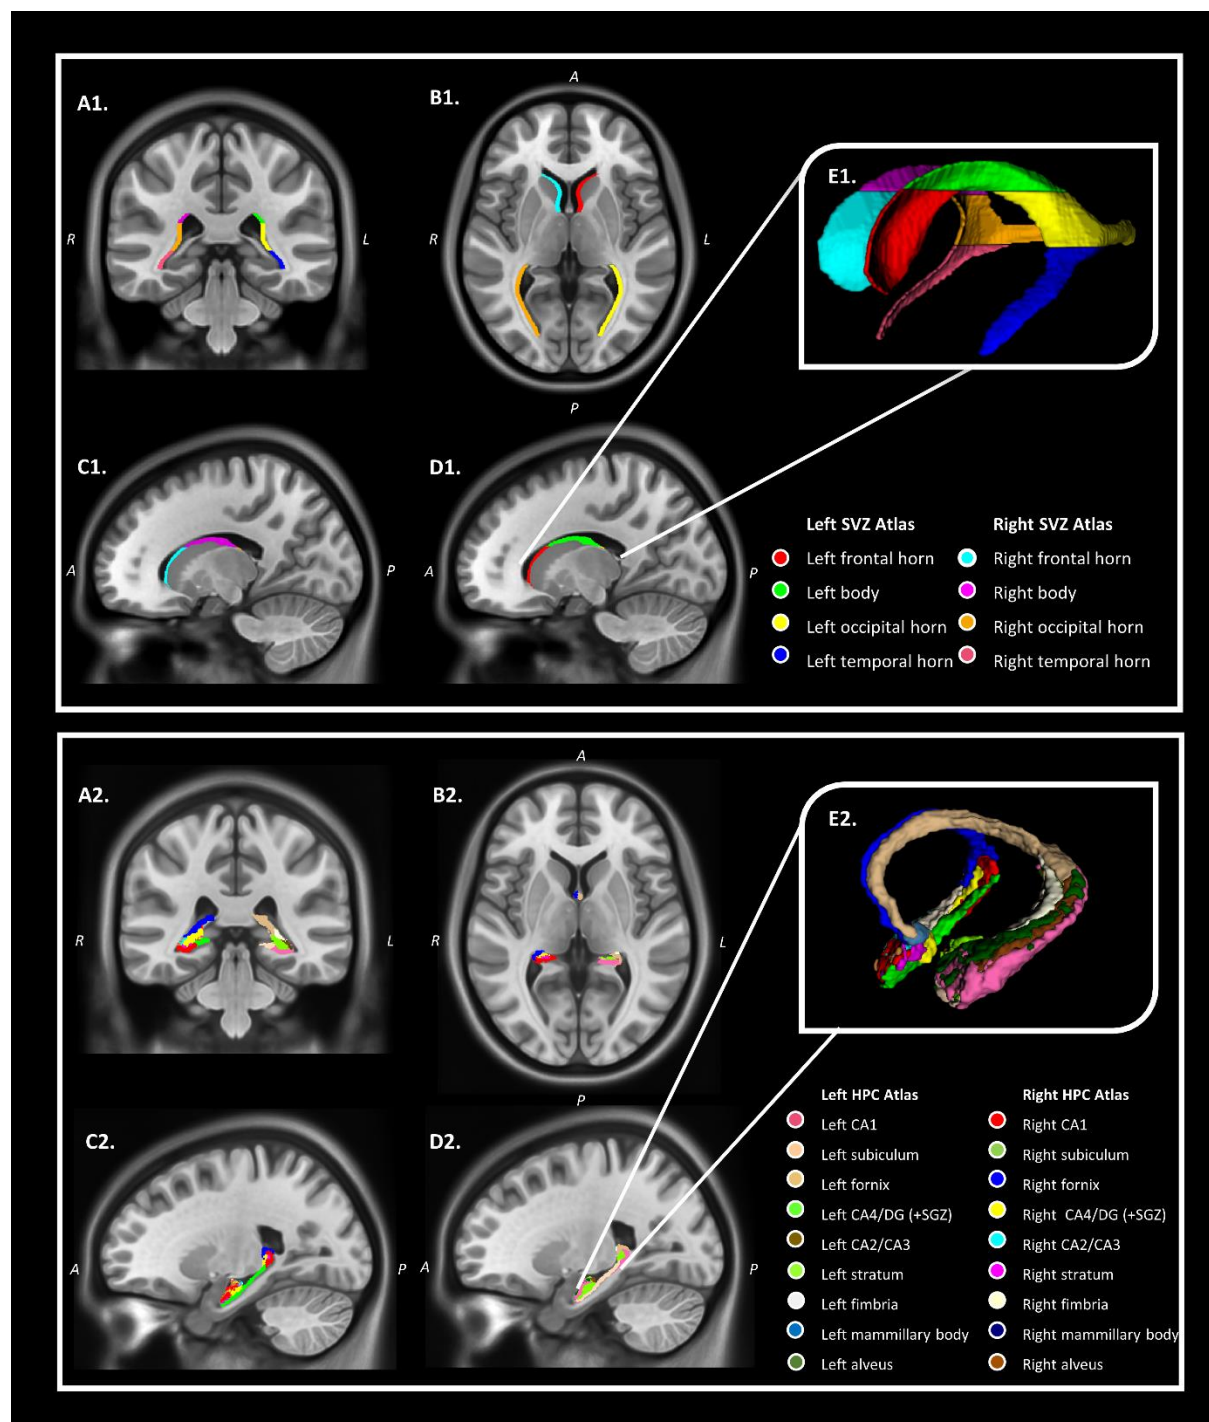 A1.
B1.
A
E1.
R
L
R
L
P
C1.
D1.
A
P
A
P
Left SVZ Atlas
Right SVZ Atlas
Left frontal horn
Right frontal horn
Left body
Right body
Left occipital horn
Right occipital horn
Left temporal horn
Right temporal horn
A2.
B2.
A
E2.
R
L
R
L
P
C2.
D2.
A
P
A
P
Left HPC Atlas
Right HPC Atlas
Left CA1
Right CA1
Left subiculum
Right subiculum
Left fornix
Right fornix
Left CA4/DG (+SGZ)
Right CA4/DG (+SGZ)
Left CA2/CA3
Right CA2/CA3
Left stratum
Right stratum
Left fimbria
Right fimbria
Left mammillary body
Right mammillary body
Left alveus
Right alveus